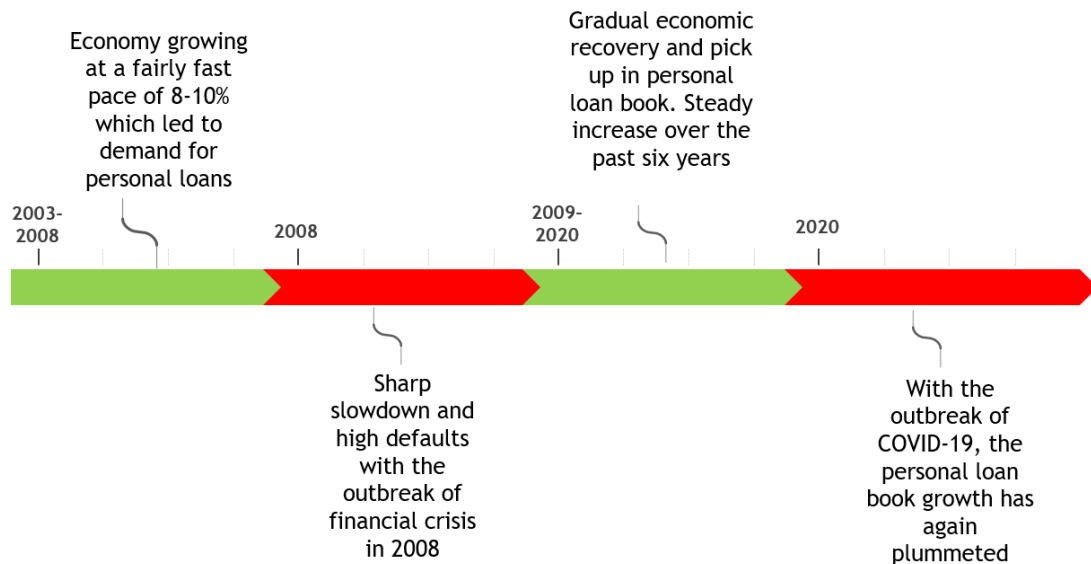 Economy growing
at a fairly fast
pace of 8-10%
which led to
demand for
personal loans
Gradual economic
recovery and pick
up in personal
loan book. Steady
increase over the
past six years
2003-
2008
2008
2009-
2020
2020
Sharp
slowdown and
high defaults
with the
outbreak of
financial crisis
in 2008
With the
outbreak of
COVID-19, the
personal loan
book growth has
again
plummeted